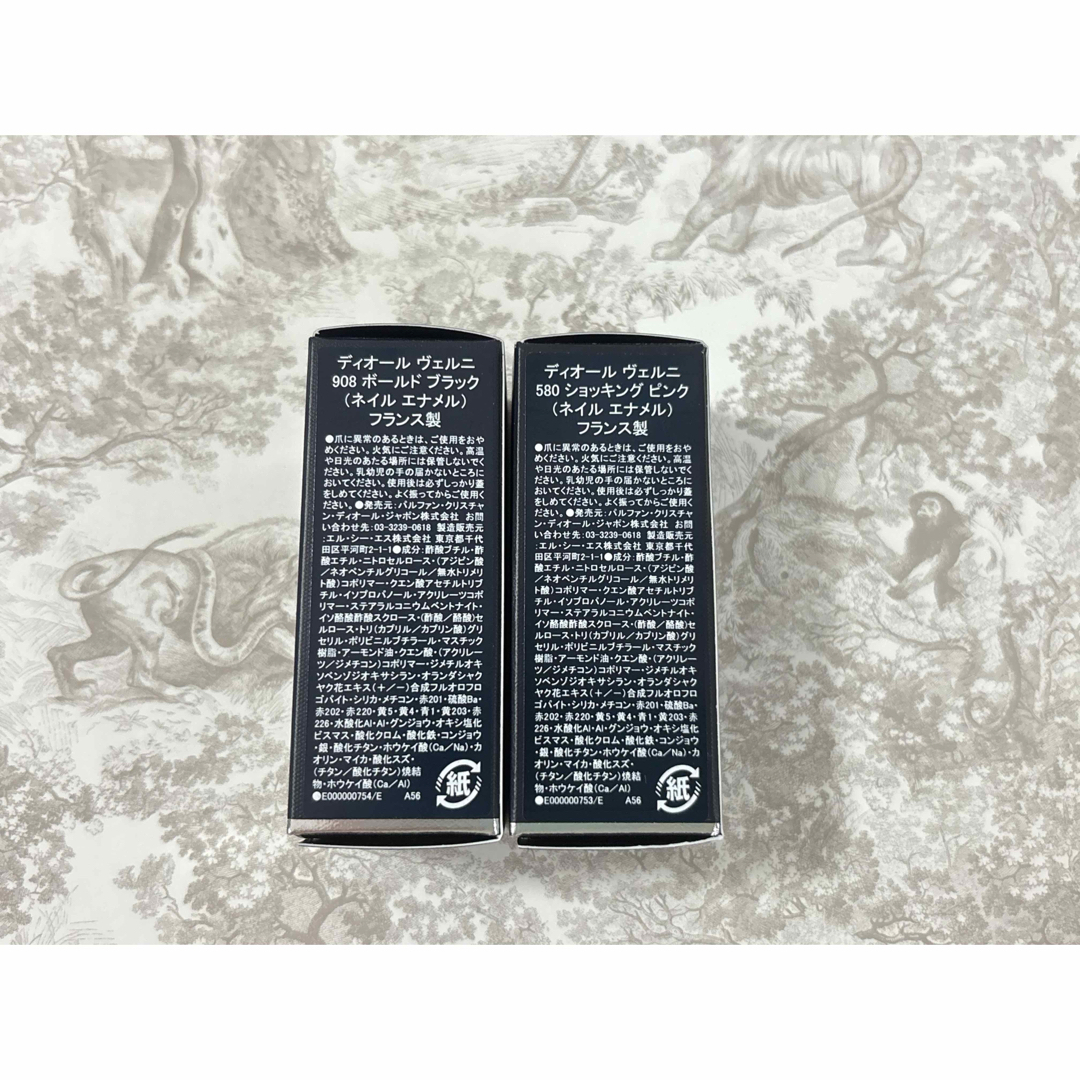 ディオール ヴェルニ
908 ボールド ブラック
（ネイル エナメル）
フランス製
●爪に異常のあるときは、ご使用をおや
めください。火気にご注意ください。高温
や日光のあたる場所には保管しないでく
ださい。乳幼児の手の届かないところに
おいてください。使用後は必ずしっかり蓋
をしめてください。よく振ってからご使用く
ださい。●発売元：パルファン・クリスチャ
ン・ディオール・ジャポン株式会社 お問
い合わせ先：03-3239-0618 製造販売元
：エル・シー・エス株式会社 東京都千代
田区平河町2-1-1●成分：酢酸ブチル・酢
酸エチル・ニトロセルロース・（アジピン酸
／ネオペンチルグリコール／無水トリメリ
ト酸）コポリマー・クエン酸アセチルトリブ
チル・イソプロパノール・アクリレーツコポ
リマー・ステアラルコニウムベントナイト・
イソ酪酸酢酸スクロース・（酢酸／酪酸）セ
ルロース・トリ（カプリル／カプリン酸）グリ
セリル・ポリビニルブチラール・マスチック
樹脂・アーモンド油・クエン酸・（アクリレー
ツ／ジメチコン）コポリマー・ジメチルオキ
ソベンゾジオキサシラン・オランダシャク
ヤク花エキス（＋／－）合成フルオロフロ
ゴパイト・シリカ・メチコン・赤201・硫酸Ba・
赤202・赤220・黄5・黄4・青1・黄203・赤
226・水酸化Al・Al・グンジョウ・オキシ塩化
ビスマス・酸化クロム・酸化鉄・コンジョウ
・銀・酸化チタン・ホウケイ酸（Ca／Na）・カ
オリン・マイカ・酸化スズ・
（チタン／酸化チタン）焼結
物・ホウケイ酸（Ca／Al）
●E000000754/E A56
紙
ディオール ヴェルニ
580 ショッキング ピンク
（ネイル エナメル）
フランス製
●爪に異常のあるときは、ご使用をおや
めください。火気にご注意ください。高温
や日光のあたる場所には保管しないでく
ださい。乳幼児の手の届かないところに
おいてください。使用後は必ずしっかり蓋
をしめてください。よく振ってからご使用く
ださい。●発売元：パルファン・クリスチャ
ン・ディオール・ジャポン株式会社 お問
い合わせ先：03-3239-0618 製造販売元
：エル・シー・エス株式会社 東京都千代
田区平河町2-1-1●成分：酢酸ブチル・酢
酸エチル・ニトロセルロース・（アジピン酸
／ネオペンチルグリコール／無水トリメリ
ト酸）コポリマー・クエン酸アセチルトリブ
チル・イソプロパノール・アクリレーツコポ
リマー・ステアラルコニウムベントナイト・
イソ酪酸酢酸スクロース・（酢酸／酪酸）セ
ルロース・トリ（カプリル／カプリン酸）グリ
セリル・ポリビニルブチラール・マスチック
樹脂・アーモンド油・クエン酸・（アクリレー
ツ／ジメチコン）コポリマー・ジメチルオキ
ソベンゾジオキサシラン・オランダシャク
ヤク花エキス（＋／－）合成フルオロフロ
ゴパイト・シリカ・メチコン・赤201・硫酸Ba・
赤202・赤220・黄5・黄4・青1・黄203・赤
226・水酸化Al・Al・グンジョウ・オキシ塩化
ビスマス・酸化クロム・酸化鉄・コンジョウ
・銀・酸化チタン・ホウケイ酸（Ca／Na）・カ
オリン・マイカ・酸化スズ・
（チタン／酸化チタン）焼結
物・ホウケイ酸（Ca／Al）
●E000000753/E A56
紙